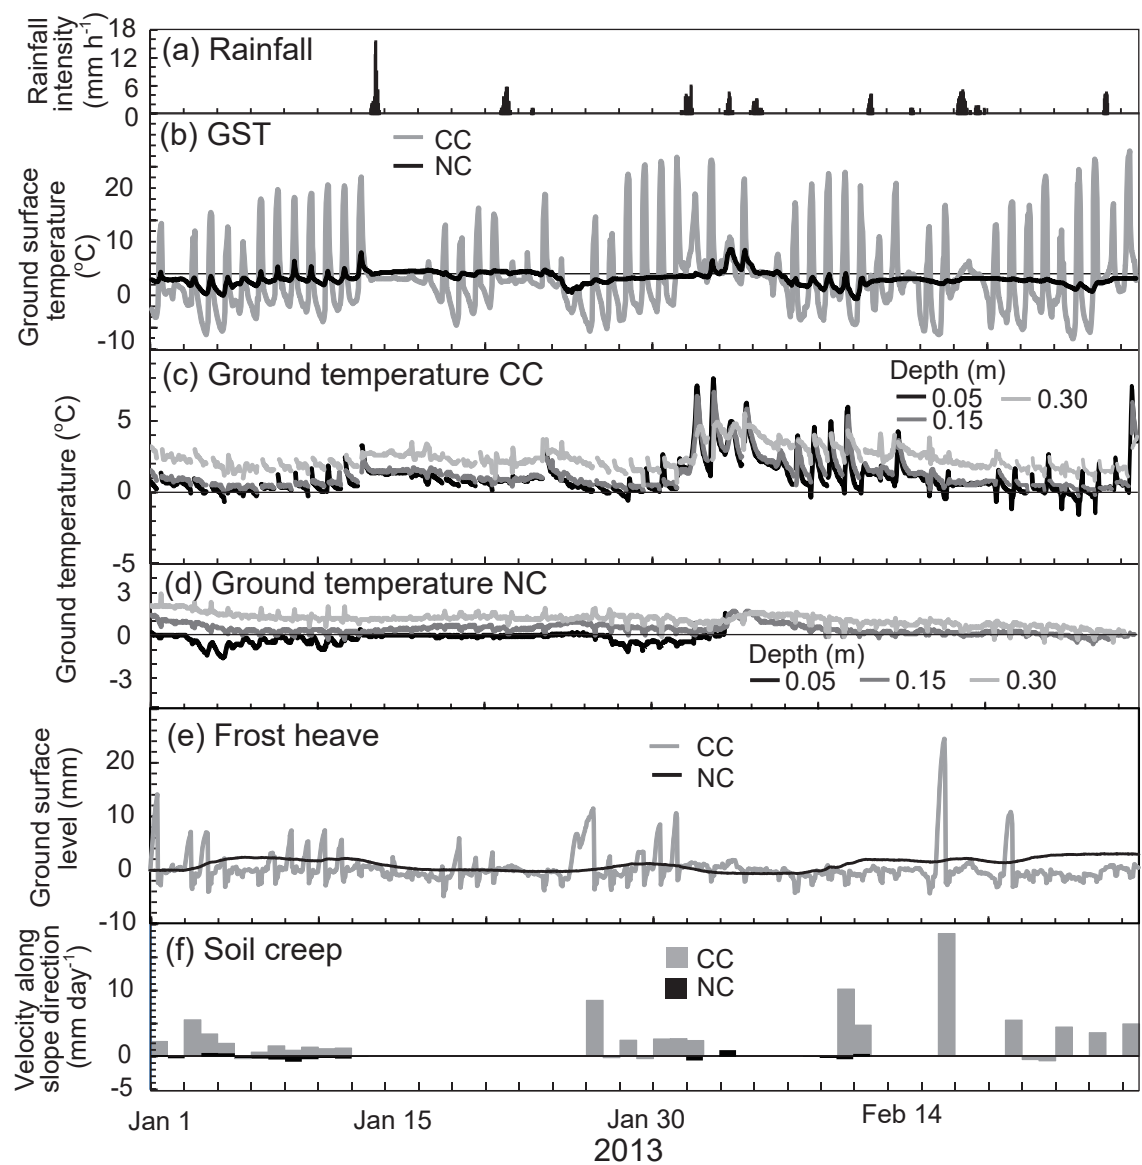 Rainfall
intensity
(mm h-1)
18
12
6
0
(a) Rainfall
(b) GST
CC
NC
Ground surface
temperature
(oC)
20
10
0
-10
(c) Ground temperature CC
Depth (m)
0.05
0.30
0.15
Ground temperature (oC)
5
0
-5
(d) Ground temperature NC
3
0
-3
Depth (m)
0.05
0.15
0.30
(e) Frost heave
CC
NC
Ground surface
level (mm)
20
10
0
-10
(f) Soil creep
CC
NC
Velocity along
slope direction
(mm day-1)
10
0
-5
Jan 1
Jan 15
Jan 30
Feb 14
2013